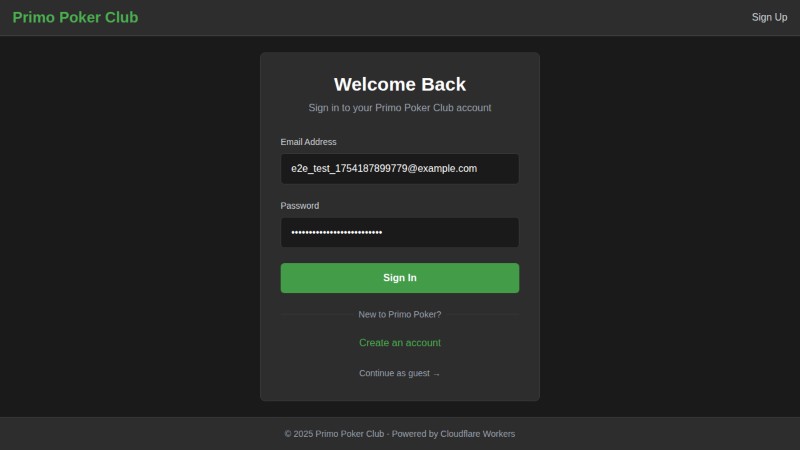 Primo Poker Club
Sign Up
Welcome Back
Sign in to your Primo Poker Club account
Email Address
e2e_test_1754187899779@example.com
Password
••••••••••••••••••••••••••
Sign In
New to Primo Poker?
Create an account
Continue as guest →
© 2025 Primo Poker Club - Powered by Cloudflare Workers